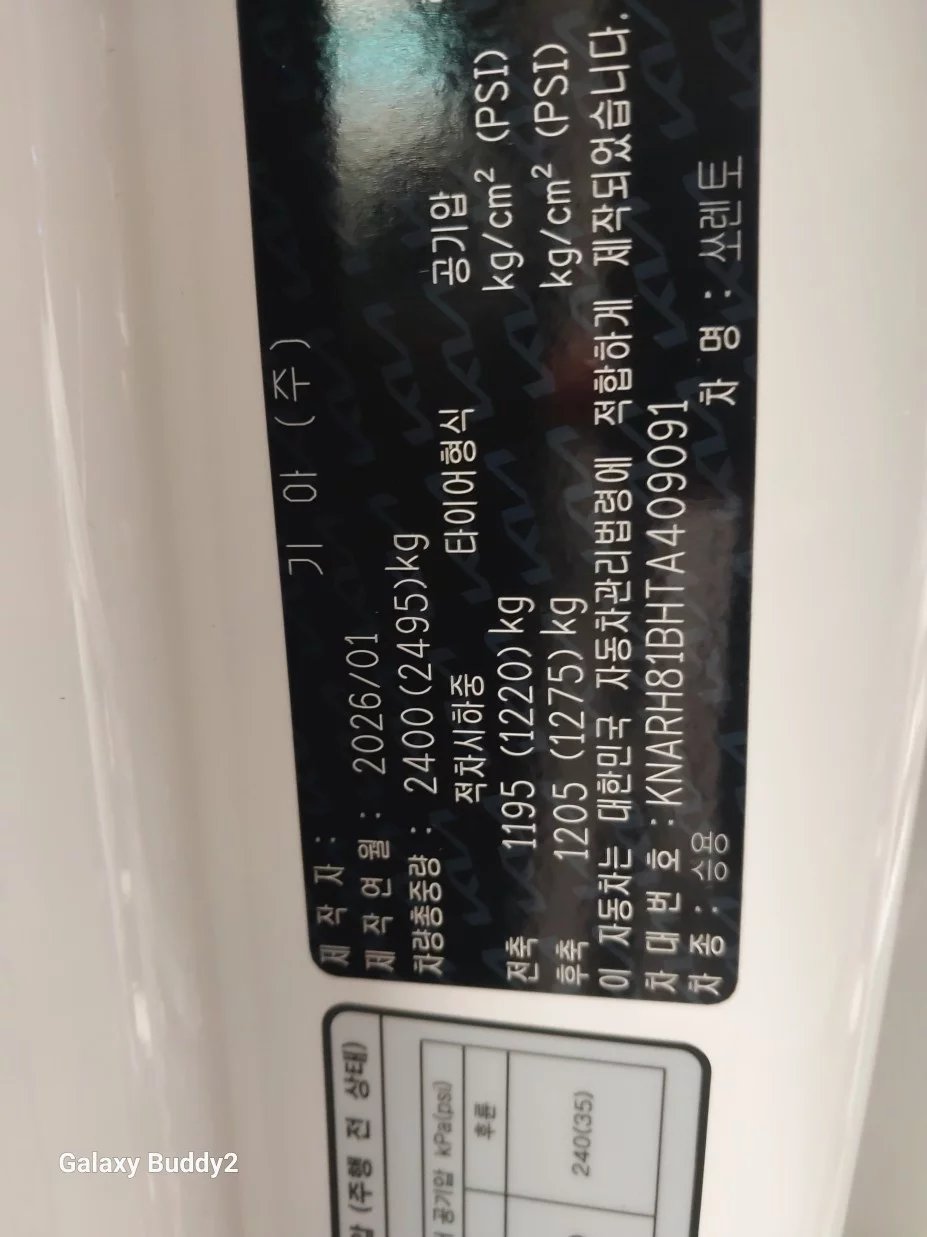 기 아 (주)
제 작 자 :
제 작 연 월 : 2026/01
차량총중량 : 2400(2495)kg
적차시하중 타이어형식 공기압
전축 1195 (1220)kg kg/cm² (PSI)
후축 1205 (1275)kg kg/cm² (PSI)
이 자동차는 대한민국 자동차관리법령에 적합하게 제작되었습니다.
차 대 번 호 :KNARH81BHTA409091
차 종 : 승용 차 명 : 쏘렌토
(주행 전 상태)
공기압 kPa(psi)
후륜
240(35)
Galaxy Buddy2